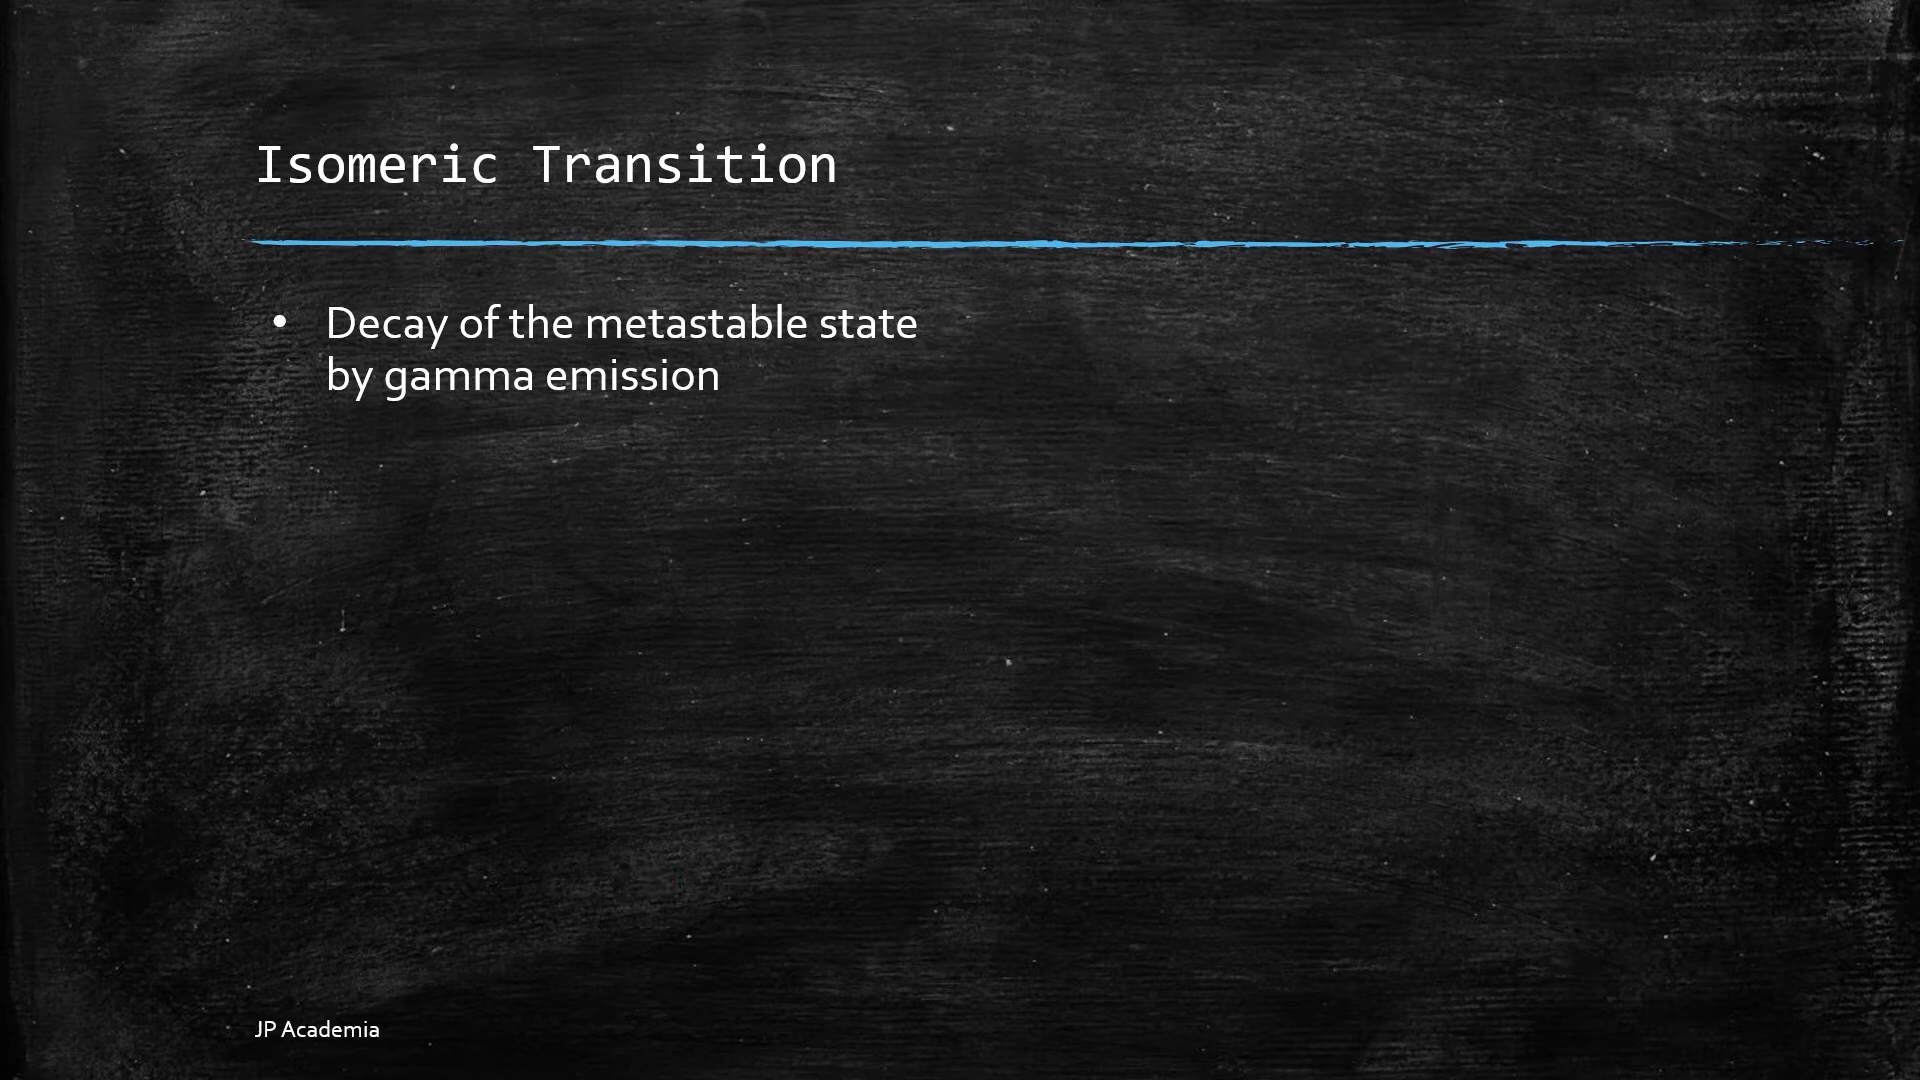 Isomeric Transition
• Decay of the metastable state
by gamma emission
JP Academia